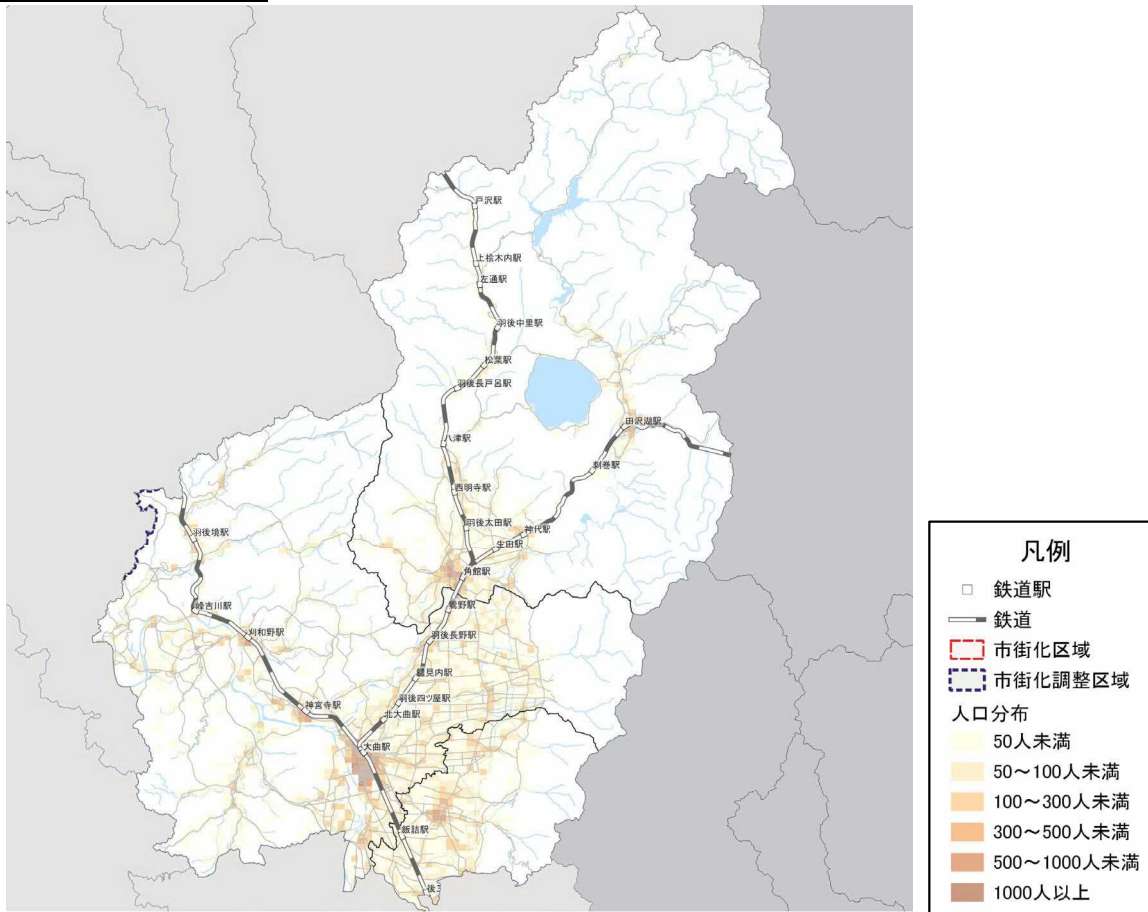 戸沢駅
上桧木内駅
左通駅
羽後中里駅
松葉駅
羽後長戸呂駅
八津駅
西明寺駅
羽後太田駅
田沢湖駅
刺巻駅
神代駅
生田駅
角館駅
鶯野駅
羽後長野駅
鑓見内駅
羽後四ツ屋駅
北大曲駅
大曲駅
羽後境駅
峰吉川駅
刈和野駅
神宮寺駅
飯詰駅
後三
凡例
鉄道駅
鉄道
市街化区域
市街化調整区域
人口分布
50人未満
50~100人未満
100~300人未満
300~500人未満
500~1000人未満
1000人以上